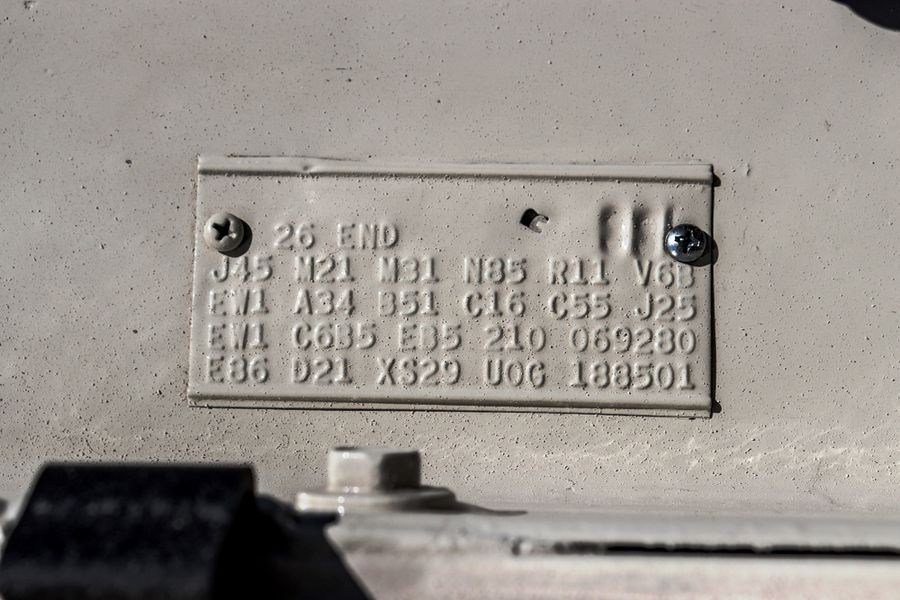 26 END
J45 M21 M31 N85 R11 V6B
EW1 A34 B51 C16 C55 J25
EW1 C6B5 EB5 210 069280
E86 D21 XS29 U0G 188501